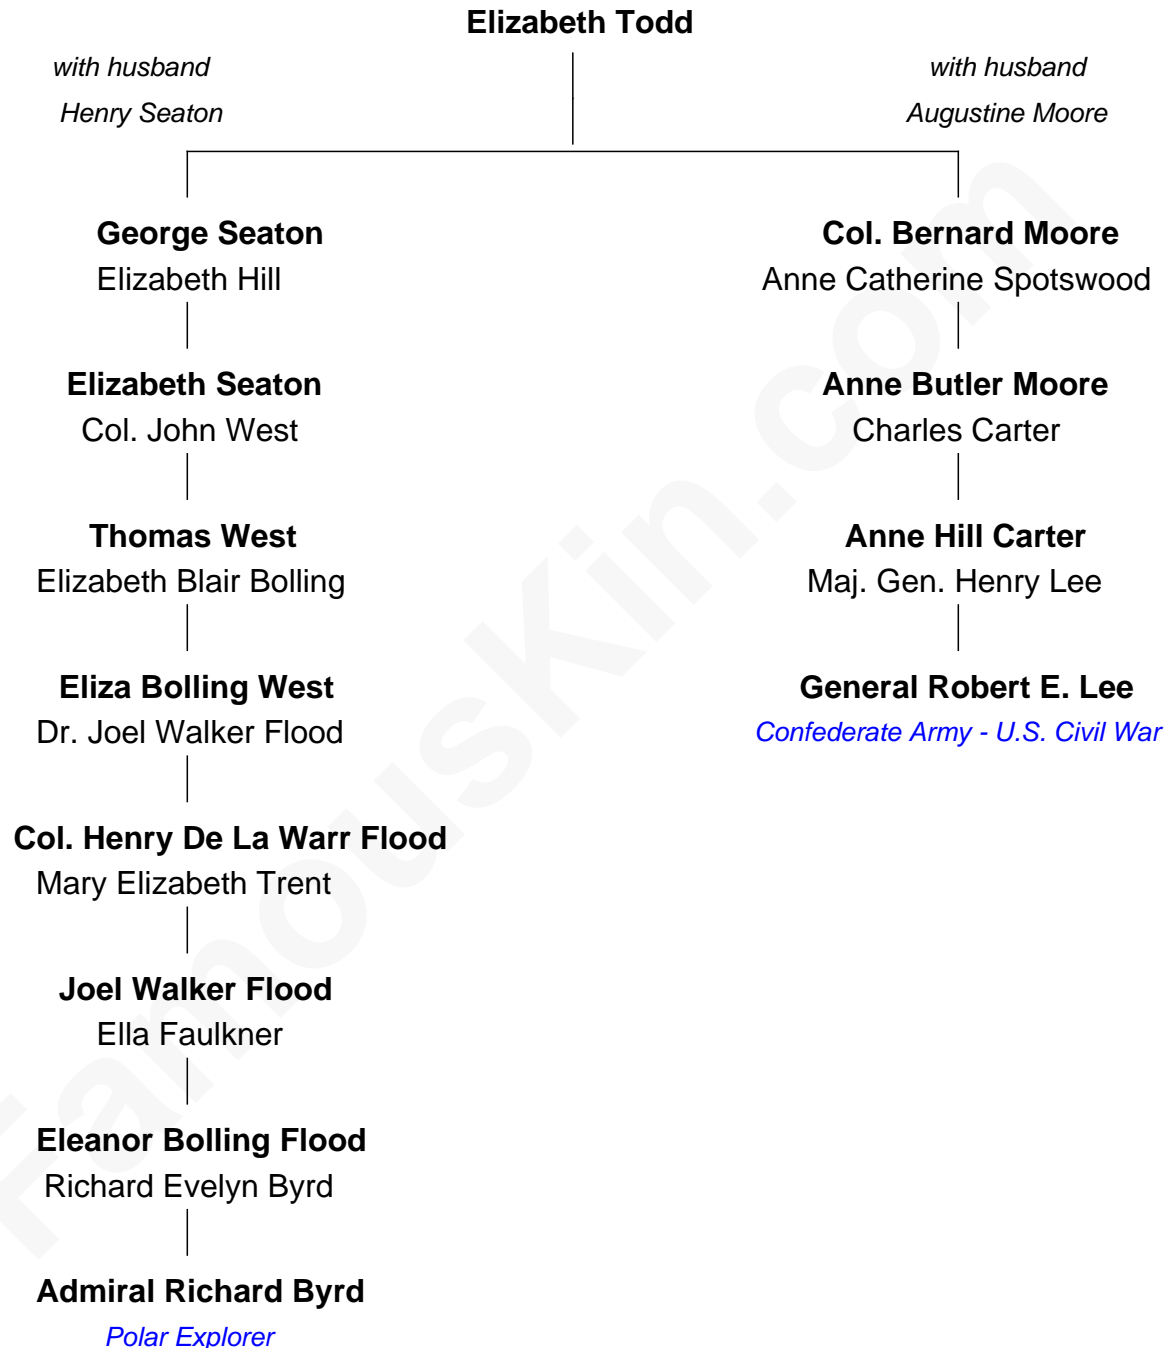 Elizabeth Todd
with husband
Henry Seaton
with husband
Augustine Moore
George Seaton
Elizabeth Hill
Col. Bernard Moore
Anne Catherine Spotswood
Elizabeth Seaton
Col. John West
Anne Butler Moore
Charles Carter
Thomas West
Elizabeth Blair Bolling
Anne Hill Carter
Maj. Gen. Henry Lee
Eliza Bolling West
Dr. Joel Walker Flood
General Robert E. Lee
Confederate Army - U.S. Civil War
Col. Henry De La Warr Flood
Mary Elizabeth Trent
Joel Walker Flood
Ella Faulkner
Eleanor Bolling Flood
Richard Evelyn Byrd
Admiral Richard Byrd
Polar Explorer
FamousKin.com